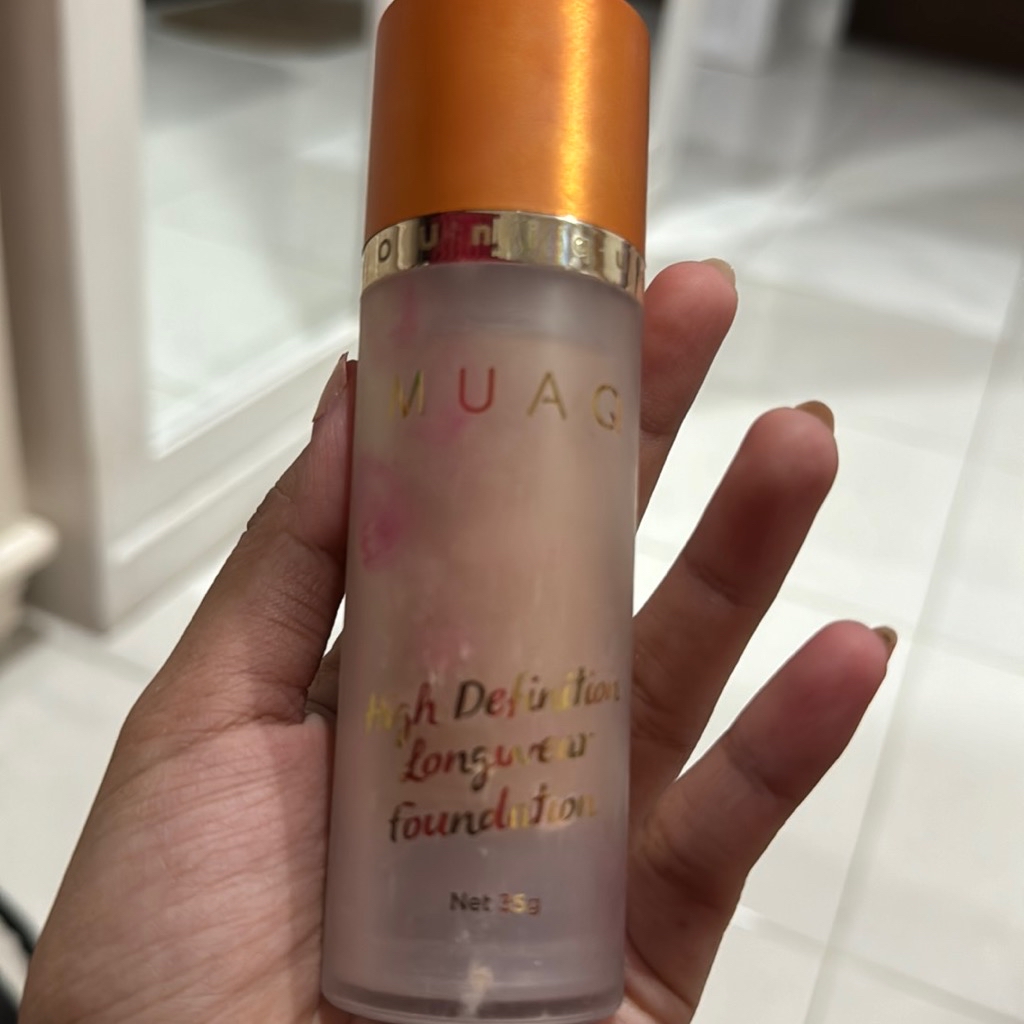 MUAG
High Definition
Longwear
foundation
Net 35g